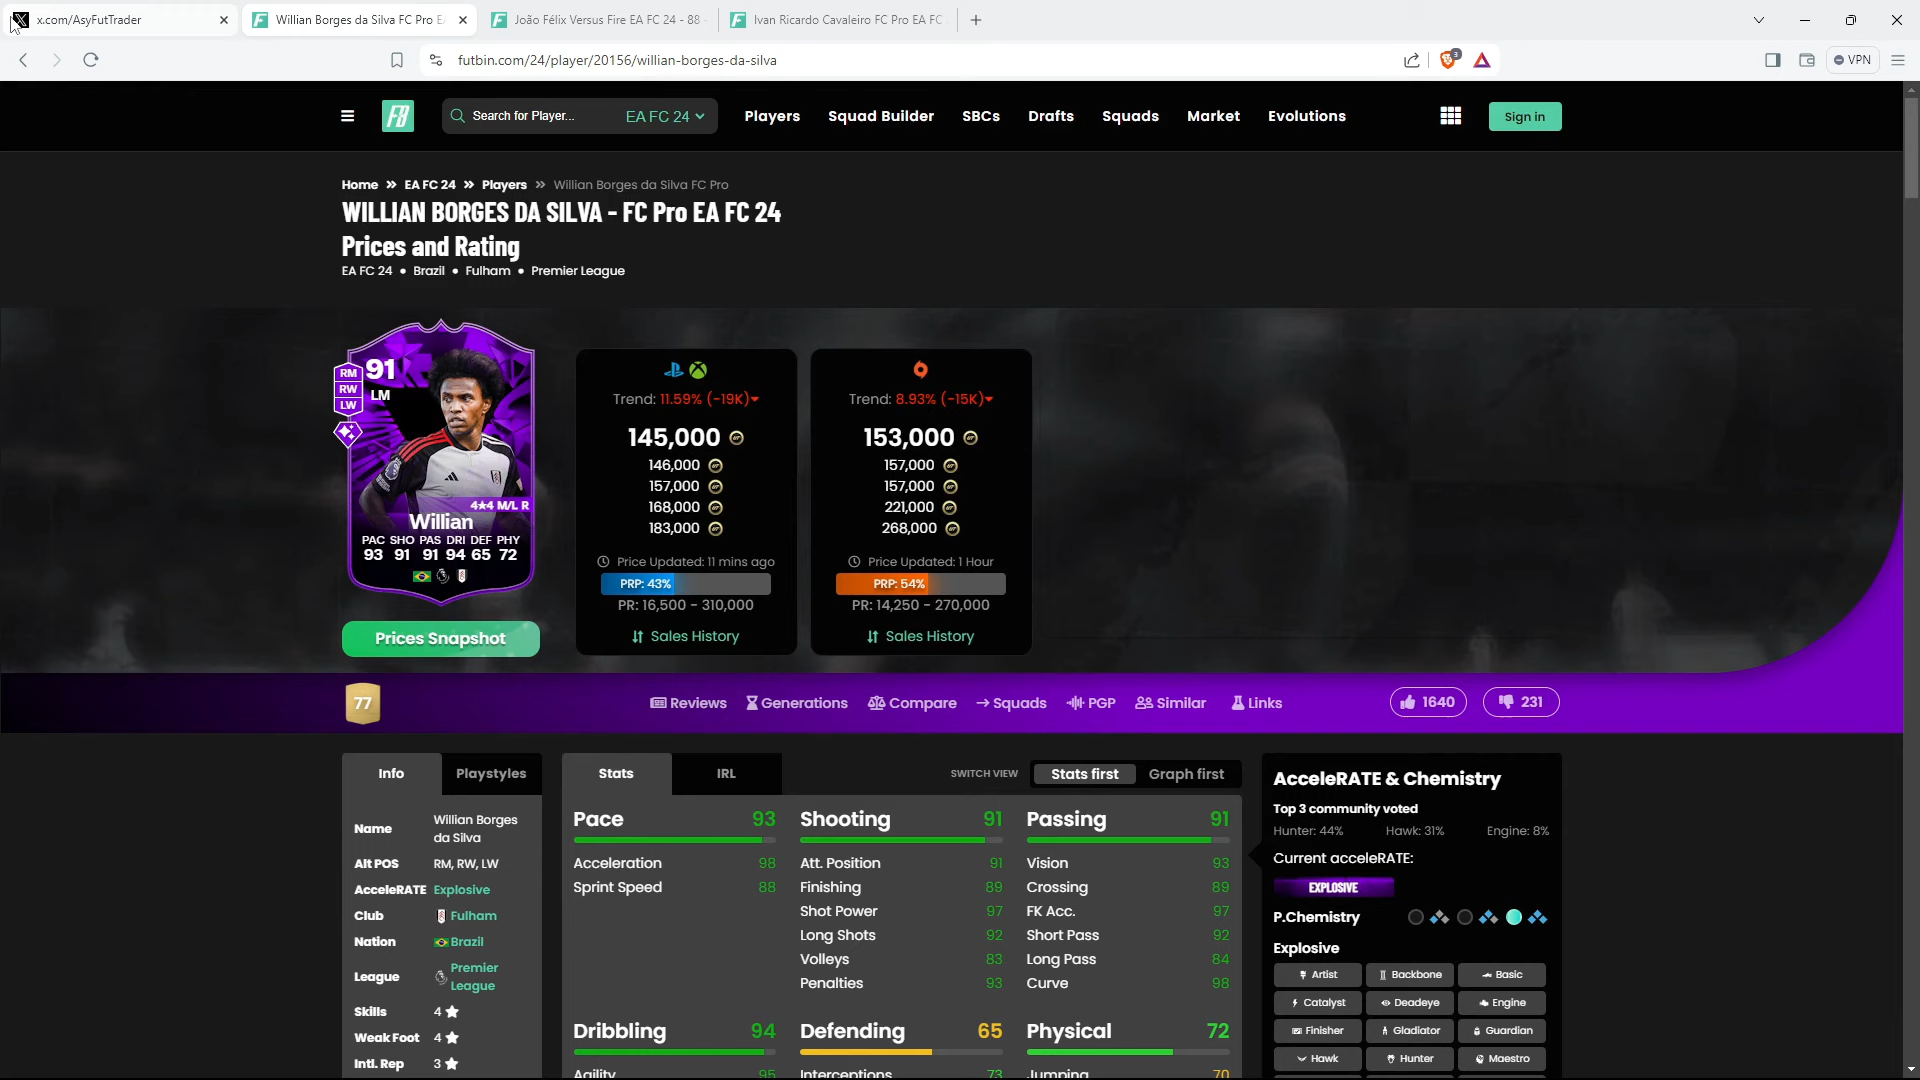 x.com/AsyFutTrader
Willian Borges da Silva FC Pro E
João Félix Versus Fire EA FC 24 - 88 -
Ivan Ricardo Cavaleiro FC Pro EA FC
futbin.com/24/player/20156/willian-borges-da-silva
3
VPN
F8
Search for Player...
EA FC 24
Players
Squad Builder
SBCs
Drafts
Squads
Market
Evolutions
Sign in
Home » EA FC 24 » Players » Willian Borges da Silva FC Pro
WILLIAN BORGES DA SILVA - FC Pro EA FC 24
Prices and Rating
EA FC 24 • Brazil • Fulham • Premier League
91
LM
RM
RW
LW
4★4 M/L R
Willian
PAC SHO PAS DRI DEF PHY
93 91 91 94 65 72
Prices Snapshot
Trend: 11.59% (-19K)
145,000
146,000
157,000
168,000
183,000
Price Updated: 11 mins ago
PRP: 43%
PR: 16,500 - 310,000
Sales History
Trend: 8.93% (-15K)
153,000
157,000
157,000
221,000
268,000
Price Updated: 1 Hour
PRP: 54%
PR: 14,250 - 270,000
Sales History
77
Reviews
Generations
Compare
Squads
PGP
Similar
Links
1640
231
Info
Playstyles
Name Willian Borges da Silva
Alt POS RM, RW, LW
AcceleRATE Explosive
Club Fulham
Nation Brazil
League Premier League
Skills 4 ★
Weak Foot 4 ★
Intl. Rep 3 ★
Stats
IRL
SWITCH VIEW
Stats first
Graph first
Pace 93
Acceleration 98
Sprint Speed 88
Shooting 91
Att. Position 91
Finishing 89
Shot Power 97
Long Shots 92
Volleys 83
Penalties 93
Passing 91
Vision 93
Crossing 89
FK Acc. 97
Short Pass 92
Long Pass 84
Curve 98
Dribbling 94
Agility 95
Defending 65
Interceptions 73
Physical 72
Jumping 70
AcceleRATE & Chemistry
Top 3 community voted
Hunter: 44%
Hawk: 31%
Engine: 8%
Current acceleRATE:
EXPLOSIVE
P.Chemistry
Explosive
Artist
Backbone
Basic
Catalyst
Deadeye
Engine
Finisher
Gladiator
Guardian
Hawk
Hunter
Maestro